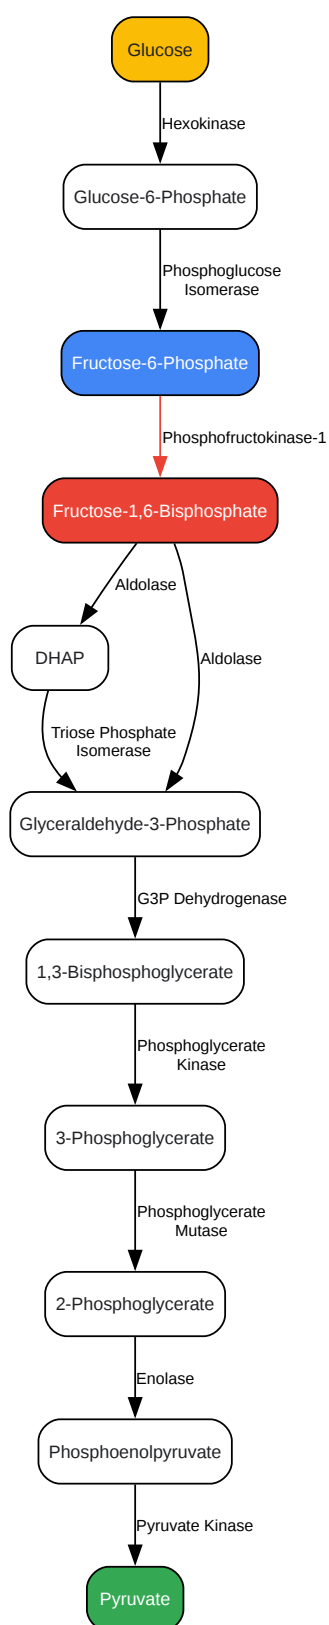 Glucose
Hexokinase
Glucose-6-Phosphate
Phosphoglucose
Isomerase
Fructose-6-Phosphate
Phosphofructokinase-1
Fructose-1,6-Bisphosphate
Aldolase
DHAP
Aldolase
Triose Phosphate
Isomerase
Glyceraldehyde-3-Phosphate
G3P Dehydrogenase
1,3-Bisphosphoglycerate
Phosphoglycerate
Kinase
3-Phosphoglycerate
Phosphoglycerate
Mutase
2-Phosphoglycerate
Enolase
Phosphoenolpyruvate
Pyruvate Kinase
Pyruvate